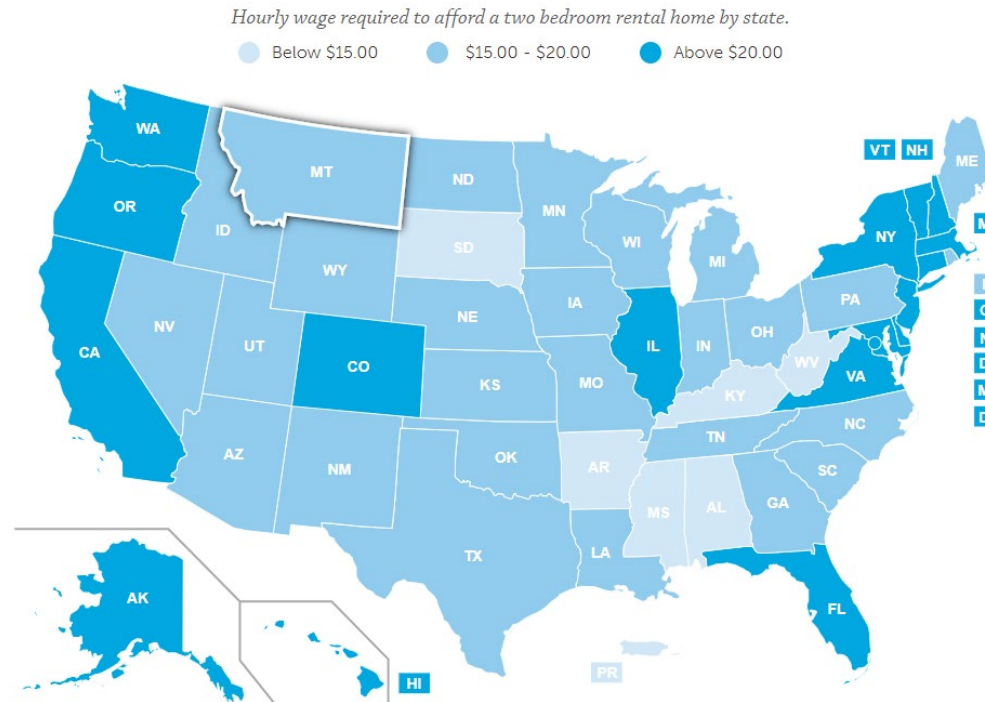 Hourly wage required to afford a two bedroom rental home by state.
Below $15.00 $15.00 - $20.00 Above $20.00
WA
VT NH
ME
MT
ND
OR
MN
ID
SD
WI
NY
MI
WY
IA
PA
NE
NV
OH
UT
IL
IN
CA
CO
WV
VA
KS
MO
KY
NC
TN
AZ
NM
OK
AR
SC
MS
AL
GA
LA
TX
AK
FL
PR
HI